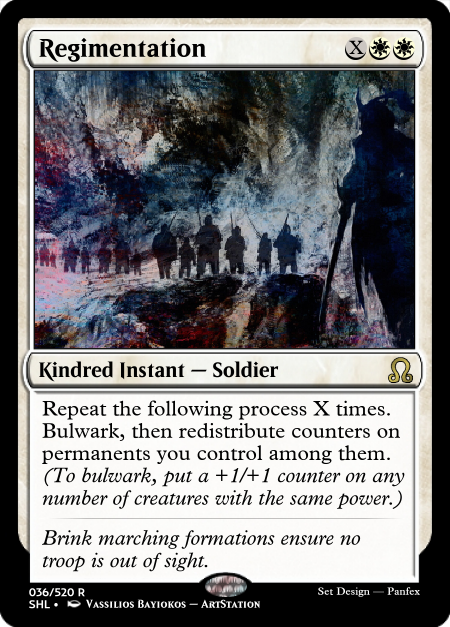 Regimentation X
Kindred Instant — Soldier
Repeat the following process X times.
Bulwark, then redistribute counters on
permanents you control among them.
(To bulwark, put a +1/+1 counter on any
number of creatures with the same power.)
Brink marching formations ensure no
troop is out of sight.
036/520 R
Set Design — Panfex
SHL • Vassilios Bayiokos — ArtStation